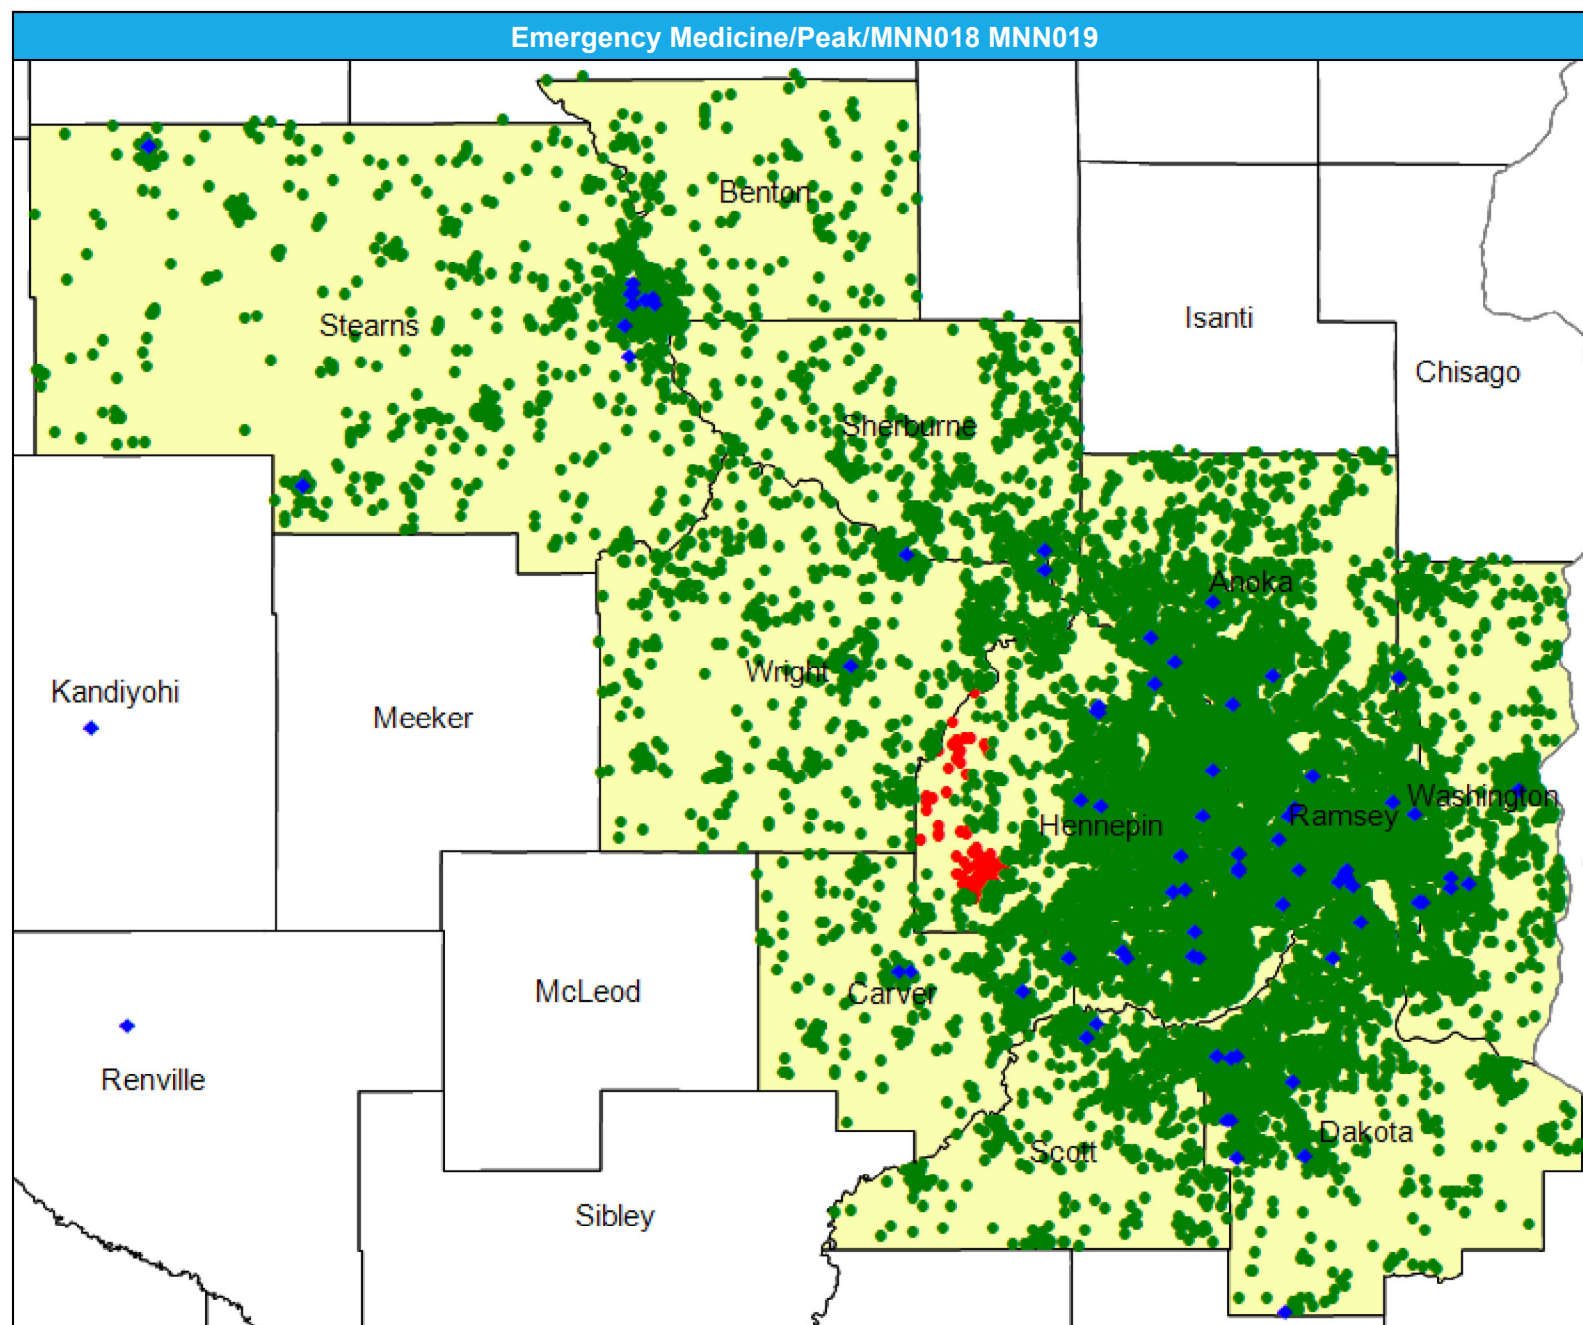 Emergency Medicine/Peak/MNN018 MNN019
Benton
Stearns
Isanti
Chisago
Sherburne
Anoka
Wright
Kandiyohi
Meeker
Hennepin
Ramsey
Washington
McLeod
Carver
Renville
Scott
Dakota
Sibley